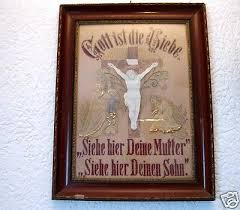 Gott ist die Liebe.
„Siehe hier Deine Mutter"
„Siehe hier Deinen Sohn."